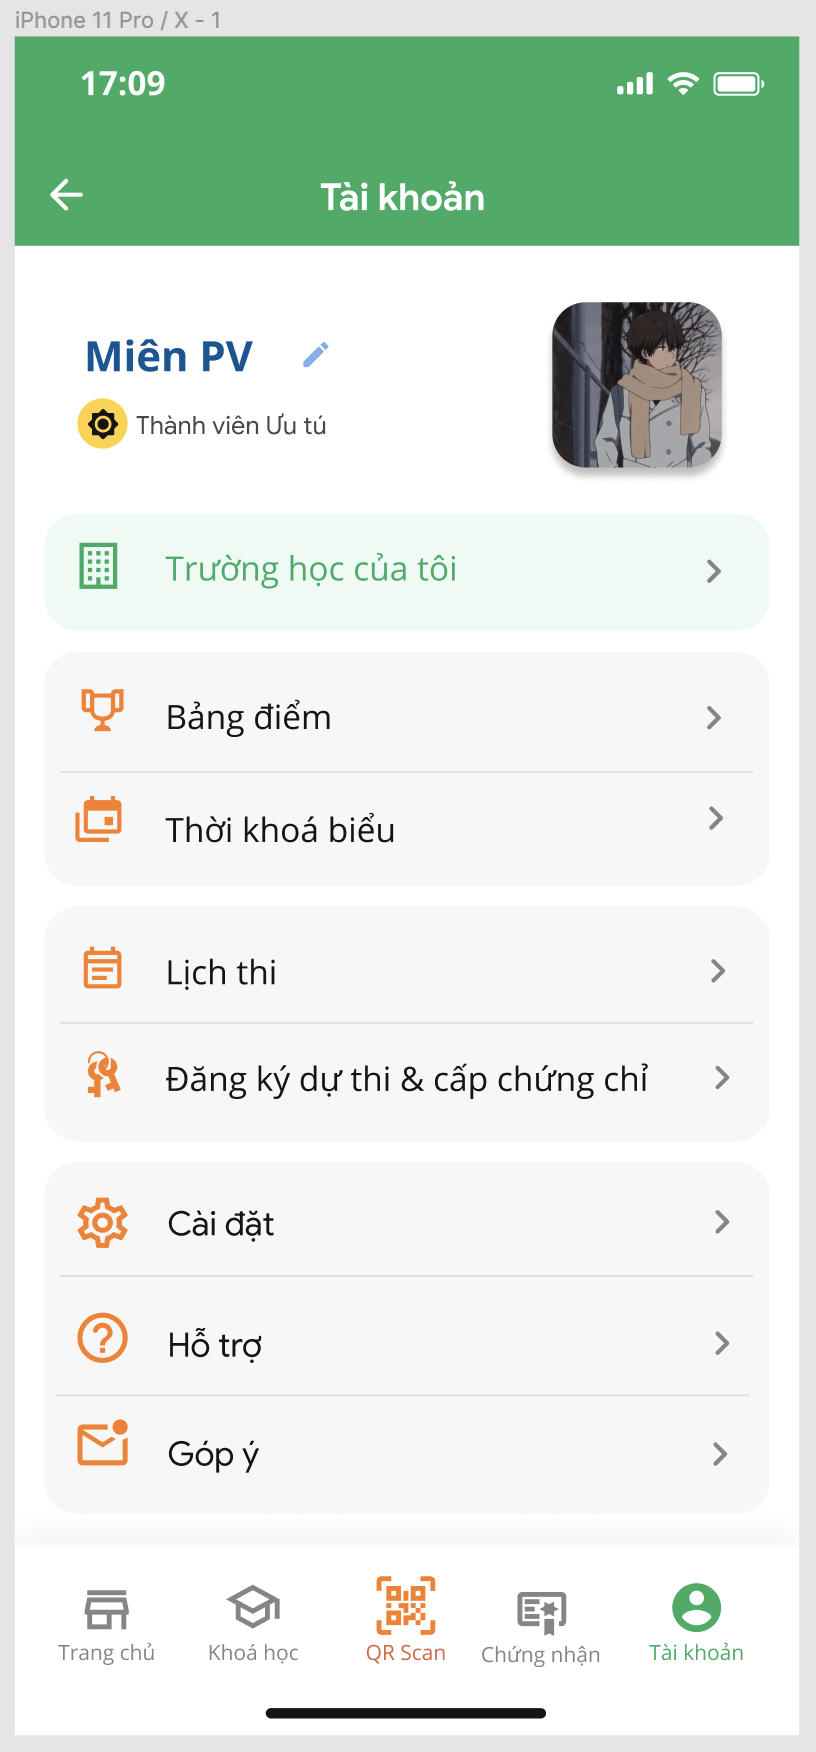 iPhone 11 Pro / X - 1
17:09
Tài khoản
Miên PV
Thành viên Ưu tú
Trường học của tôi
Bảng điểm
Thời khoá biểu
Lịch thi
Đăng ký dự thi & cấp chứng chỉ
Cài đặt
Hỗ trợ
Góp ý
Trang chủ
Khoá học
QR Scan
Chứng nhận
Tài khoản